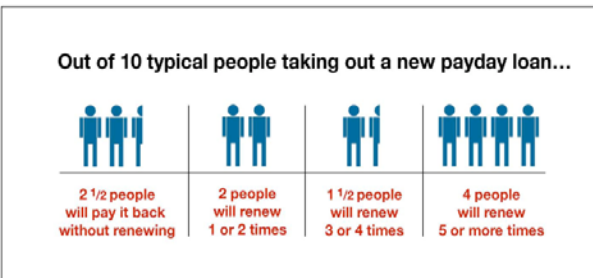 Out of 10 typical people taking out a new payday loan...
2 1/2 people
will pay it back
without renewing
2 people
will renew
1 or 2 times
1 1/2 people
will renew
3 or 4 times
4 people
will renew
5 or more times